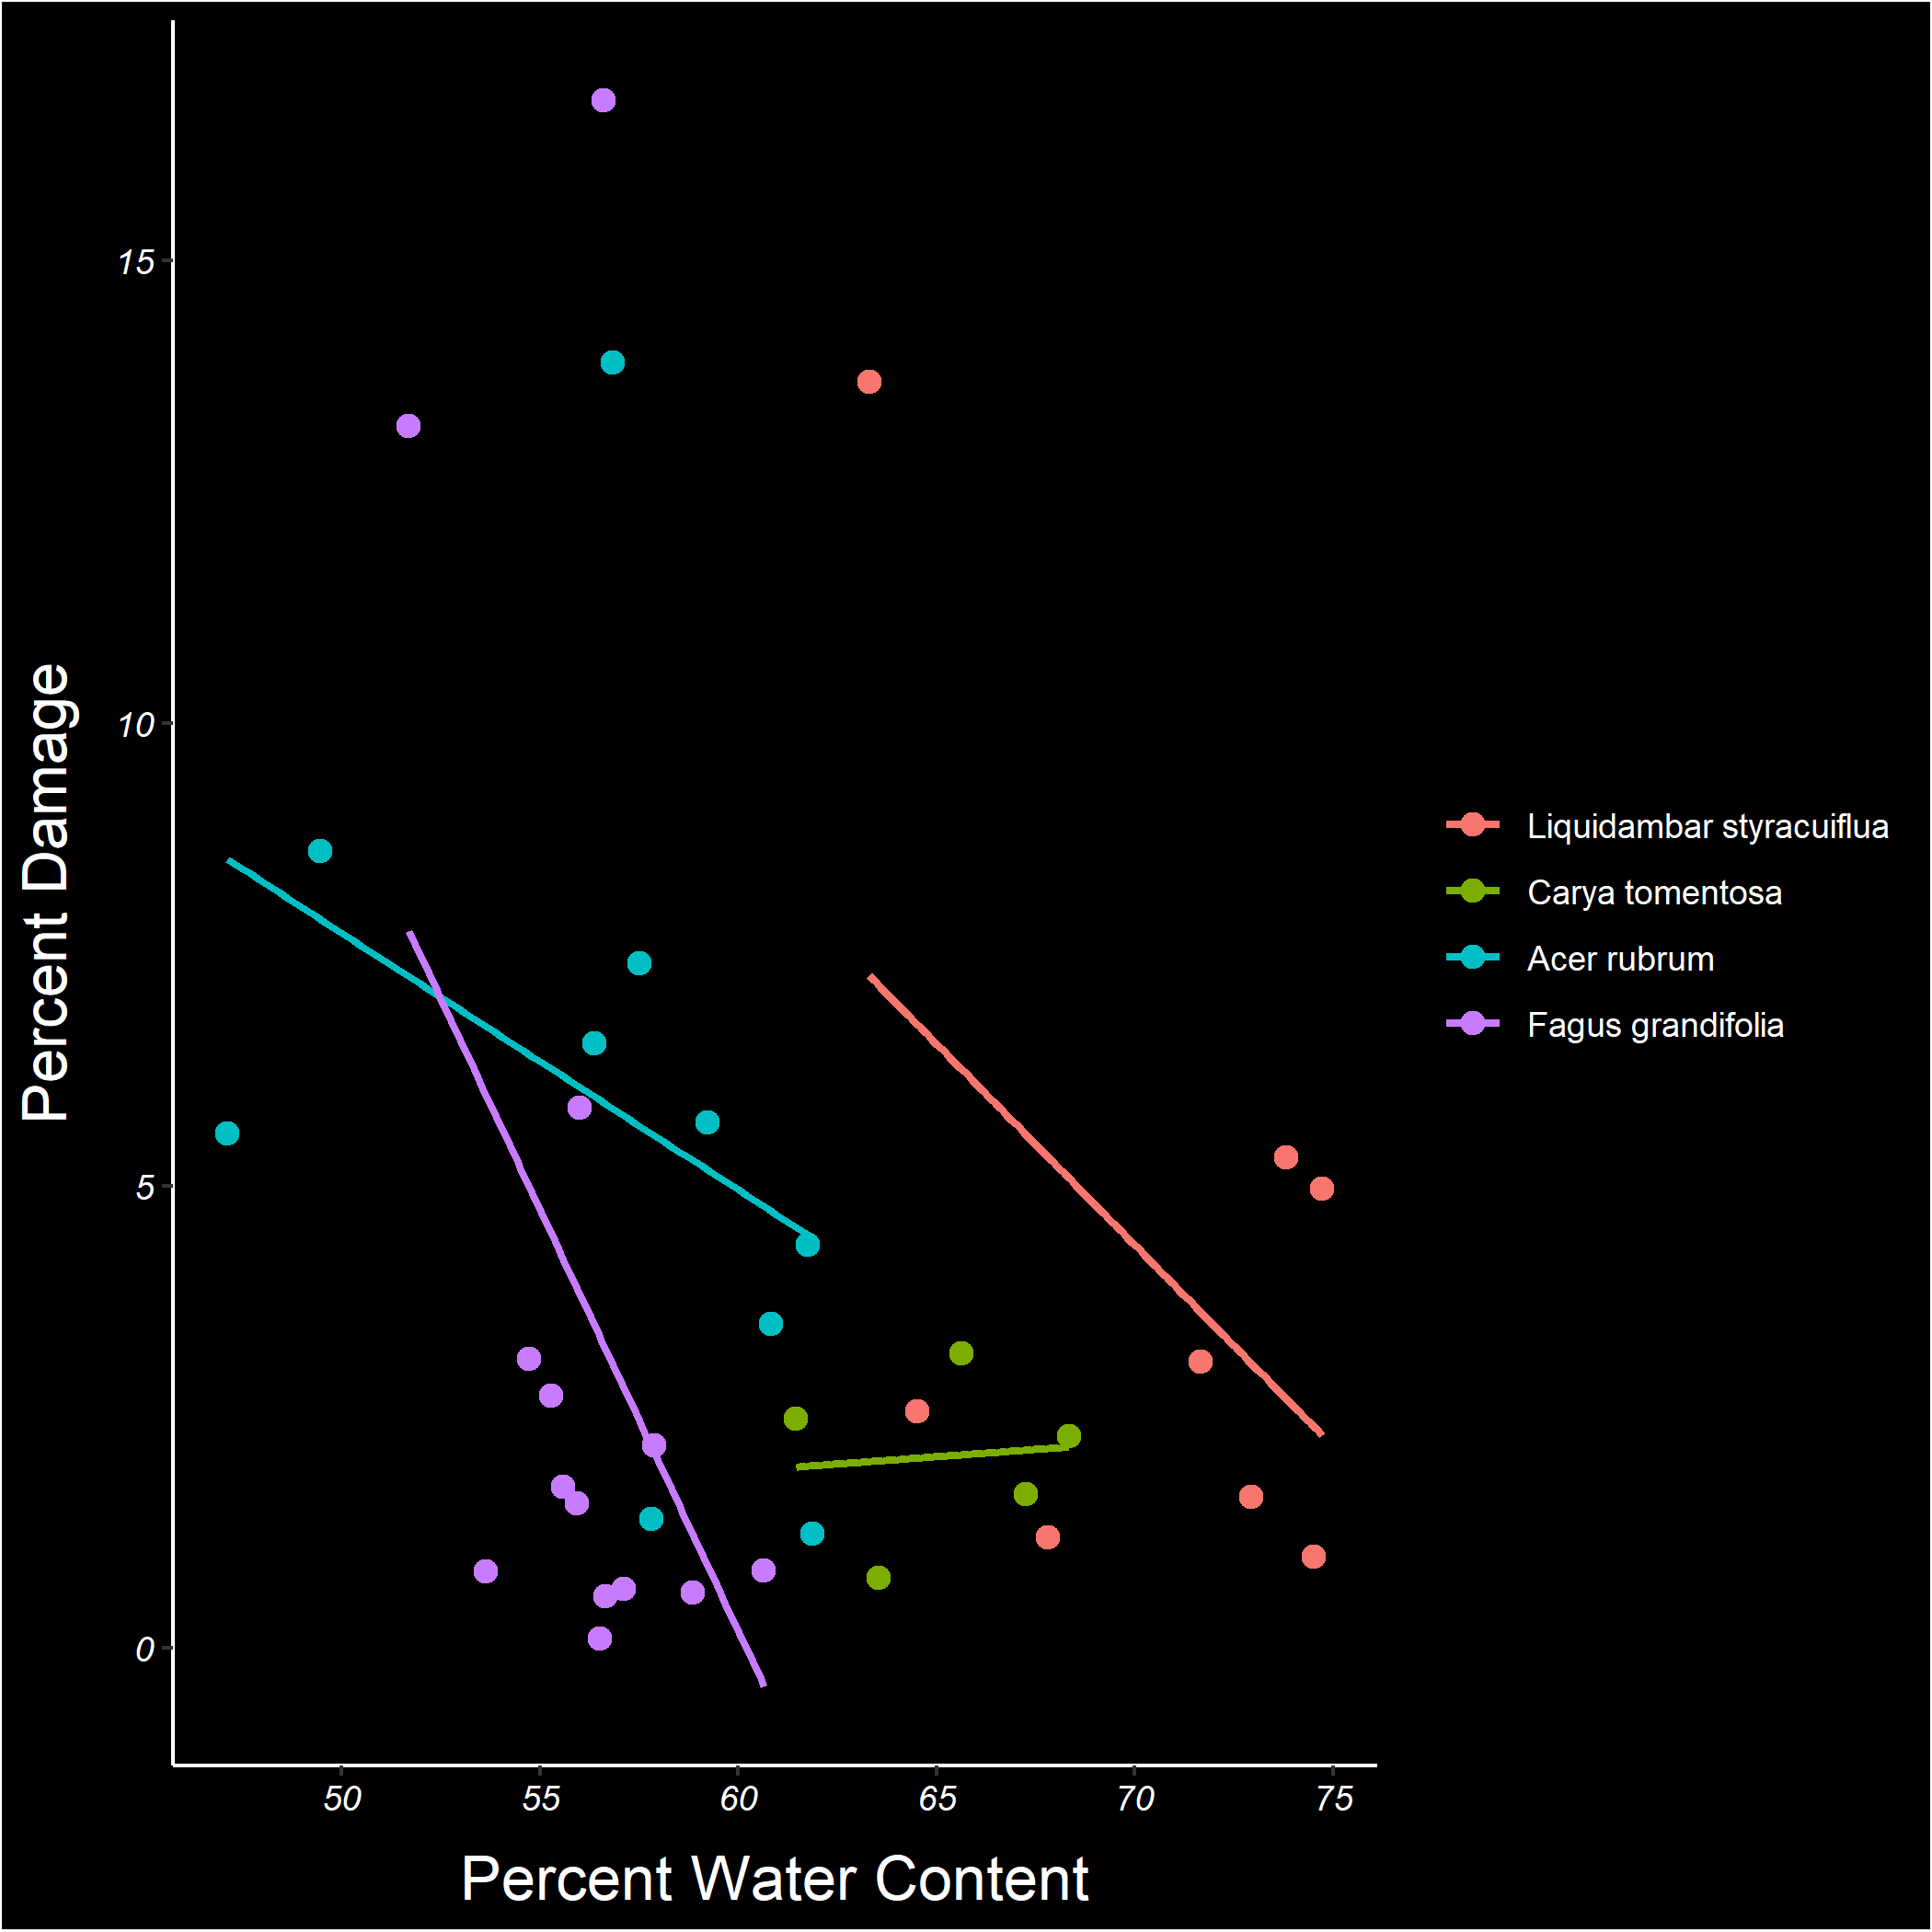 Percent Damage
15
10
5
0
50 55 60 65 70 75
Percent Water Content
Liquidambar styraciflua
Carya tomentosa
Acer rubrum
Fagus grandifolia